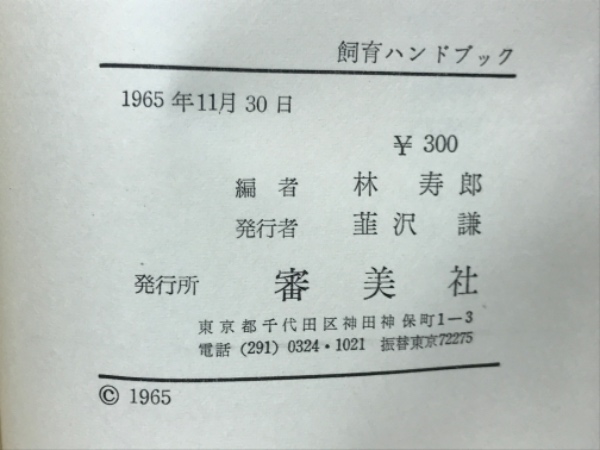 飼育ハンドブック
1965年11月30日
¥ 300
編者 林寿郎
発行者 韮沢謙
発行所 審美社
東京都千代田区神田神保町1―3
電話 (291) 0324・1021 振替東京72275
© 1965